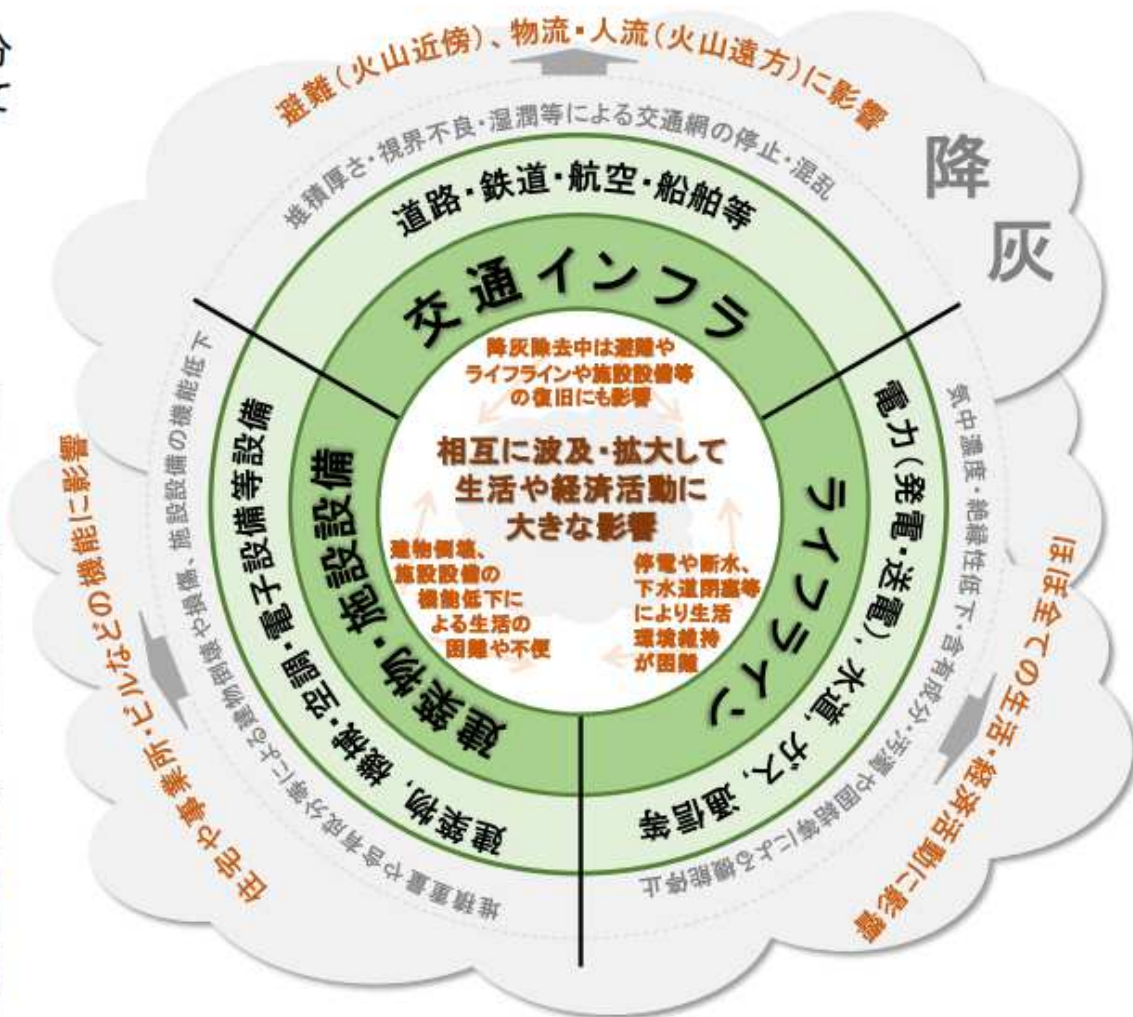 分
て
避難(火山近傍)、物流・人流(火山遠方)に影響
堆積厚さ・視界不良・湿潤等による交通網の停止・混乱
道路・鉄道・航空・船舶等
交通インフラ
降灰
降灰除去中は避難や
ライフラインや施設設備等
の復旧にも影響
相互に波及・拡大して
生活や経済活動に
大きな影響
建物倒壊、
施設設備の
機能低下に
よる生活の
困難や不便
停電や断水、
下水道閉塞等
により生活
環境維持
が困難
ライフライン
電力(発電・送電), 水道, ガス, 通信等
気中濃度・絶縁性低下・含有成分・汚濁や固結等による機能停止
ほぼ全ての生活・経済活動に影響
建築物・施設設備
建築物, 機械・空調・電子設備等設備
堆積重量や含有成分等による建物倒壊や損傷、施設設備の機能低下
住宅や事業所・ビルなどの機能に影響